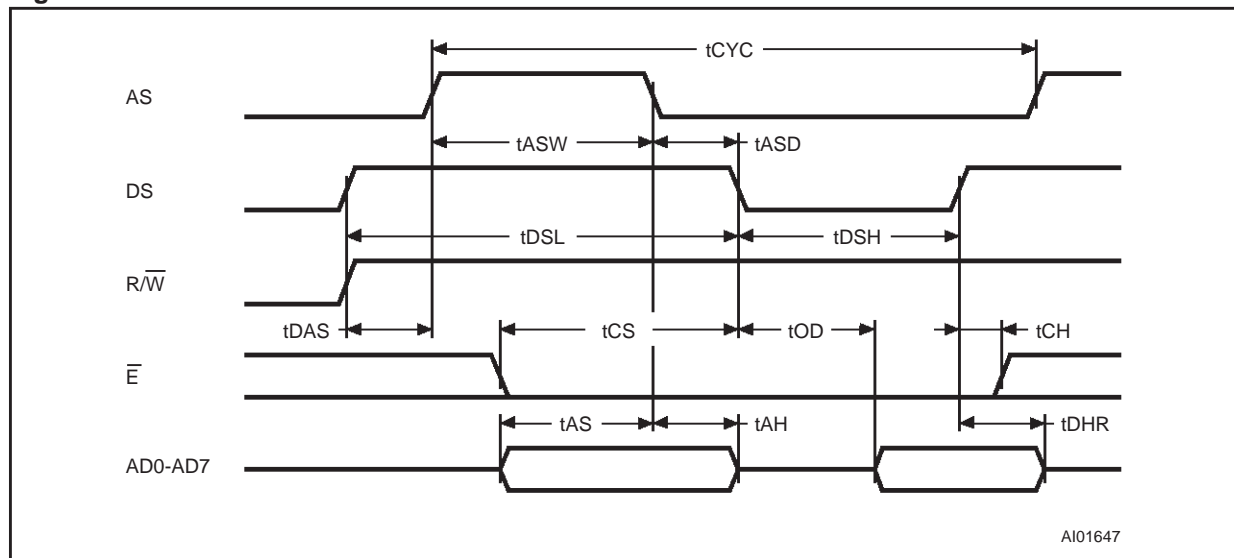 tCYC
AS
tASW
tASD
DS
tDSL
tDSH
R/W̅
tDAS
tCS
tOD
tCH
E̅
tAS
tAH
tDHR
AD0-AD7
AI01647